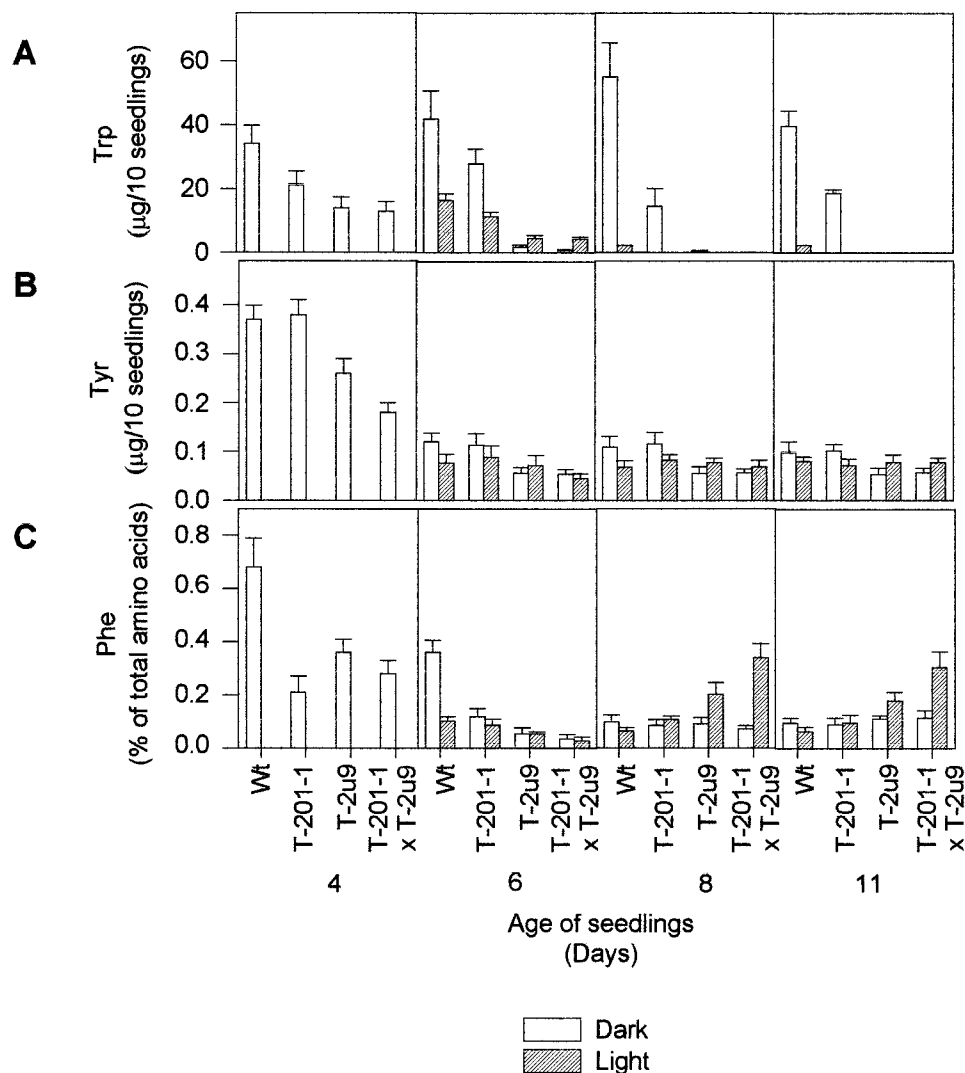 A
Trp
(µg/10 seedlings)
60
40
20
0
B
Tyr
(µg/10 seedlings)
0.4
0.3
0.2
0.1
0.0
C
Phe
(% of total amino acids)
0.8
0.6
0.4
0.2
0.0
Wt
T-201-1
T-2u9
T-201-1
x T-2u9
Wt
T-201-1
T-2u9
T-201-1
x T-2u9
Wt
T-201-1
T-2u9
T-201-1
x T-2u9
Wt
T-201-1
T-2u9
T-201-1
x T-2u9
4
6
8
11
Age of seedlings
(Days)
Dark
Light